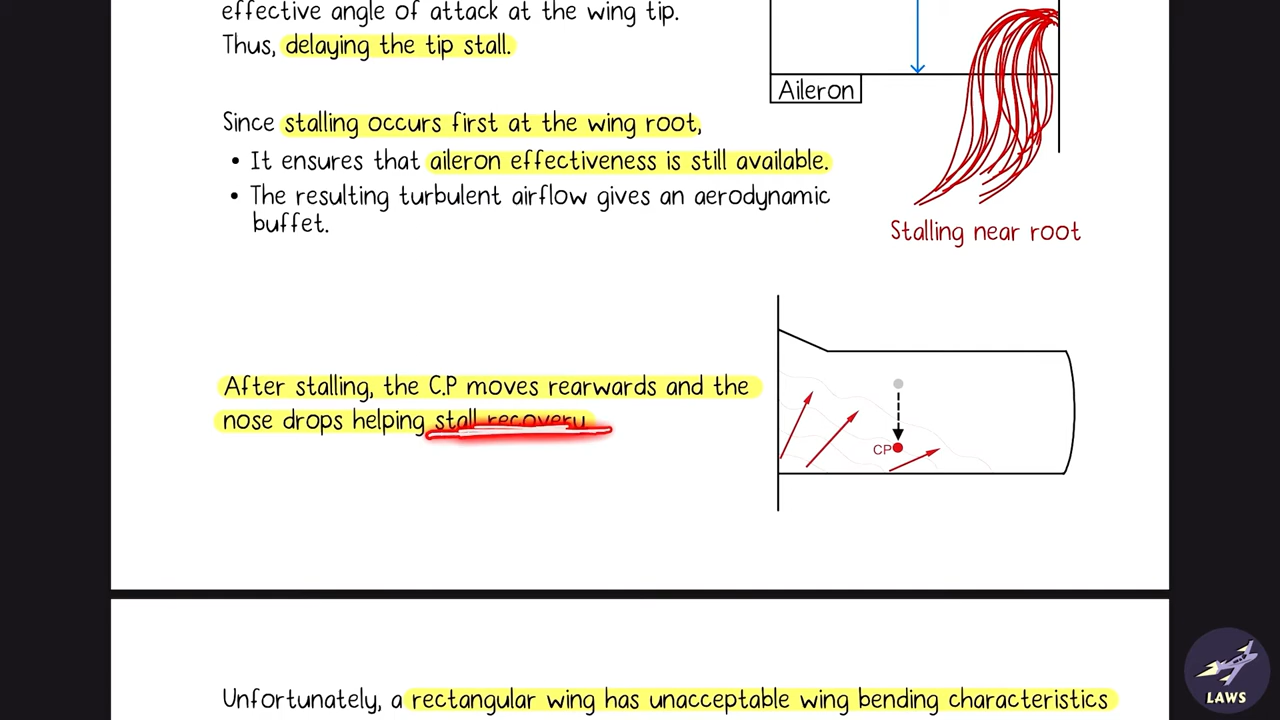 effective angle of attack at the wing tip.
Thus, delaying the tip stall.
Aileron
Since stalling occurs first at the wing root,
• It ensures that aileron effectiveness is still available.
• The resulting turbulent airflow gives an aerodynamic
buffet.
Stalling near root
After stalling, the C.P moves rearwards and the
nose drops helping stall recovery
CP
Unfortunately, a rectangular wing has unacceptable wing bending characteristics
LAWS